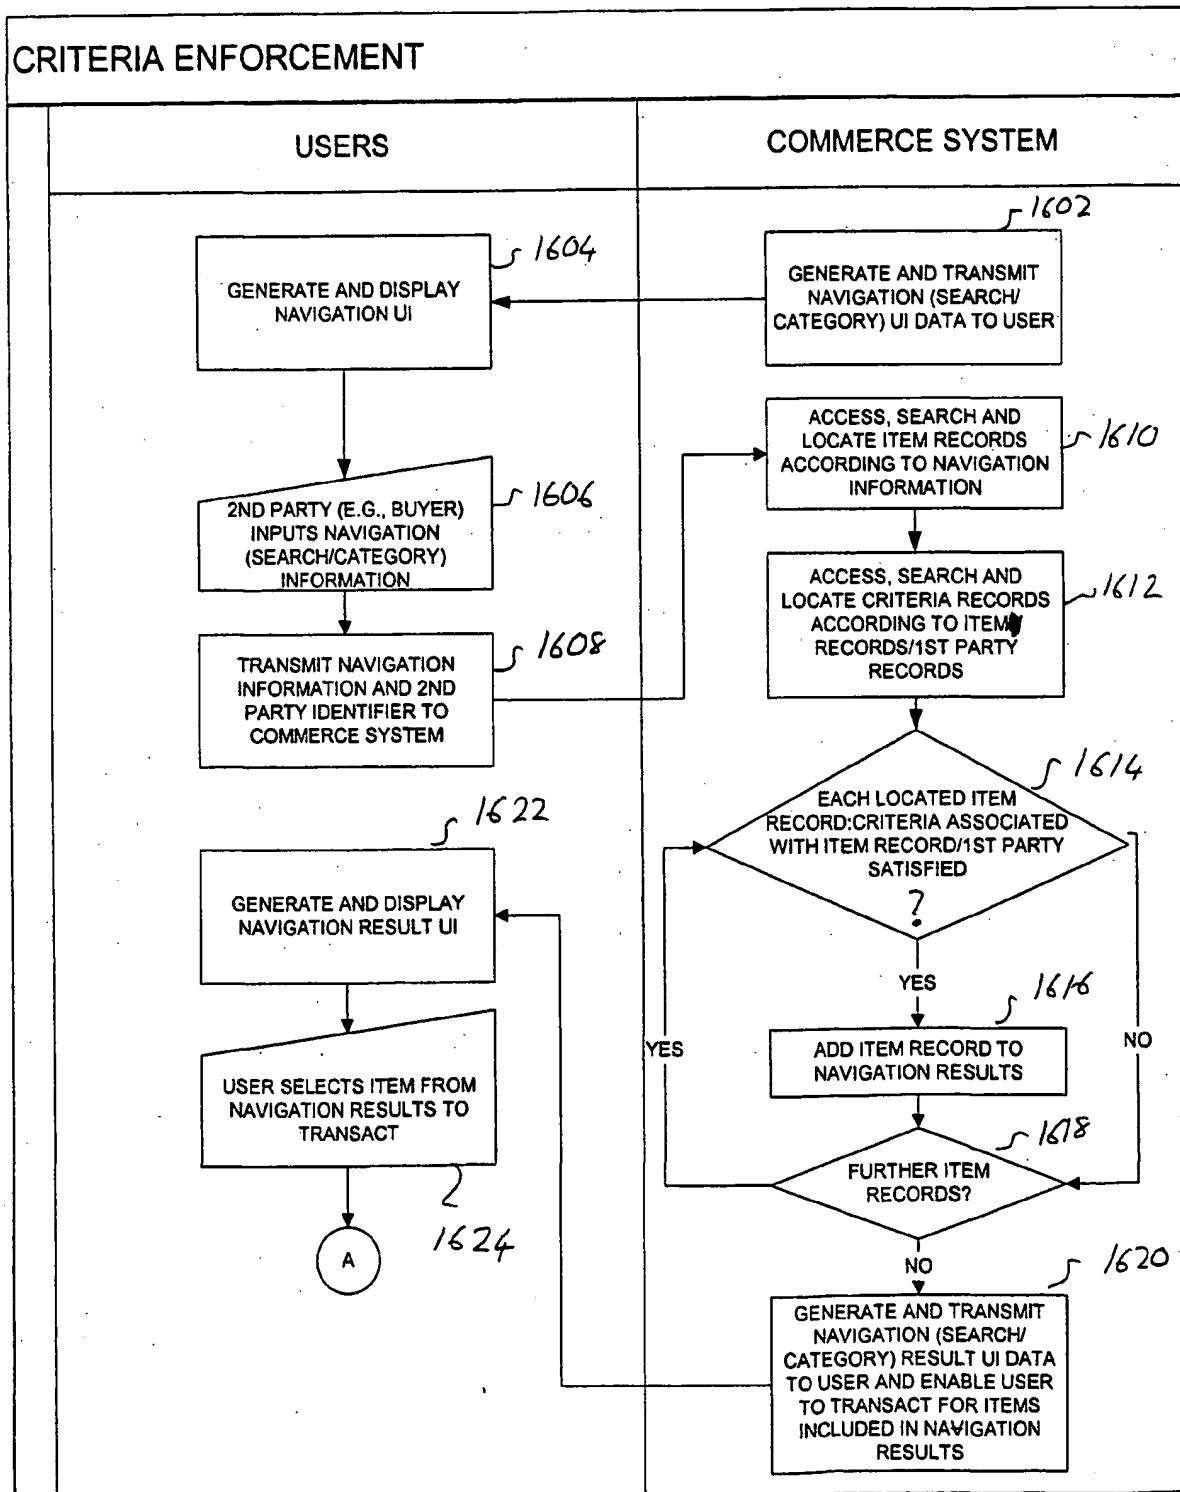 CRITERIA ENFORCEMENT
USERS
COMMERCE SYSTEM
1604
GENERATE AND DISPLAY
NAVIGATION UI
1602
GENERATE AND TRANSMIT
NAVIGATION (SEARCH/
CATEGORY) UI DATA TO USER
1606
2ND PARTY (E.G., BUYER)
INPUTS NAVIGATION
(SEARCH/CATEGORY)
INFORMATION
1608
TRANSMIT NAVIGATION
INFORMATION AND 2ND
PARTY IDENTIFIER TO
COMMERCE SYSTEM
1610
ACCESS, SEARCH AND
LOCATE ITEM RECORDS
ACCORDING TO NAVIGATION
INFORMATION
1612
ACCESS, SEARCH AND
LOCATE CRITERIA RECORDS
ACCORDING TO ITEM
RECORDS/1ST PARTY
RECORDS
1614
EACH LOCATED ITEM
RECORD:CRITERIA ASSOCIATED
WITH ITEM RECORD/1ST PARTY
SATISFIED
?
YES
NO
YES
1616
ADD ITEM RECORD TO
NAVIGATION RESULTS
1618
FURTHER ITEM
RECORDS?
NO
1620
GENERATE AND TRANSMIT
NAVIGATION (SEARCH/
CATEGORY) RESULT UI DATA
TO USER AND ENABLE USER
TO TRANSACT FOR ITEMS
INCLUDED IN NAVIGATION
RESULTS
1622
GENERATE AND DISPLAY
NAVIGATION RESULT UI
USER SELECTS ITEM FROM
NAVIGATION RESULTS TO
TRANSACT
1624
A